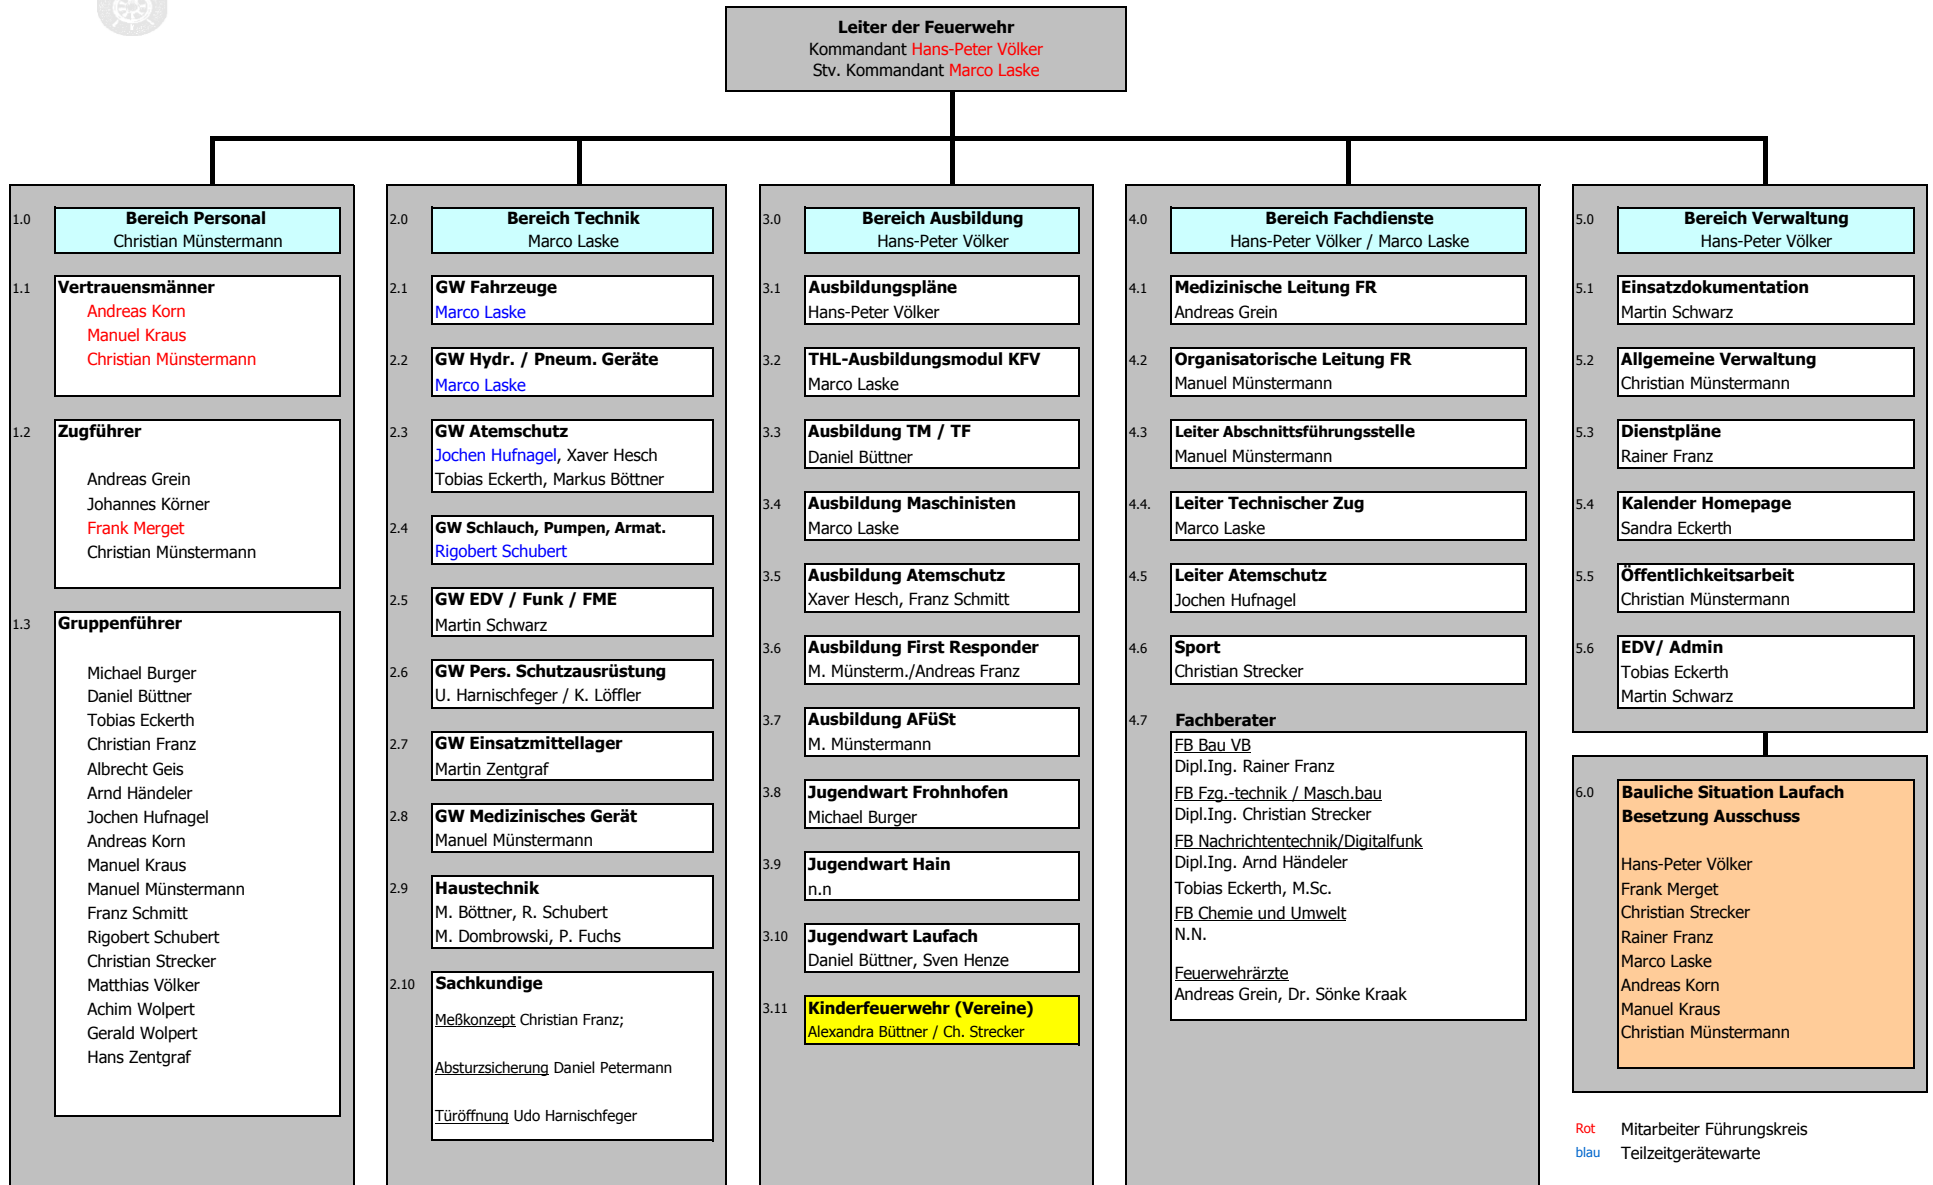 Leiter der Feuerwehr
Kommandant Hans-Peter Völker
Stv. Kommandant Marco Laske
1.0 Bereich Personal
Christian Münstermann
1.1 Vertrauensmänner
Andreas Korn
Manuel Kraus
Christian Münstermann
1.2 Zugführer
Andreas Grein
Johannes Körner
Frank Merget
Christian Münstermann
1.3 Gruppenführer
Michael Burger
Daniel Büttner
Tobias Eckerth
Christian Franz
Albrecht Geis
Arnd Händeler
Jochen Hufnagel
Andreas Korn
Manuel Kraus
Manuel Münstermann
Franz Schmitt
Rigobert Schubert
Christian Strecker
Matthias Völker
Achim Wolpert
Gerald Wolpert
Hans Zentgraf
2.0 Bereich Technik
Marco Laske
2.1 GW Fahrzeuge
Marco Laske
2.2 GW Hydr. / Pneum. Geräte
Marco Laske
2.3 GW Atemschutz
Jochen Hufnagel, Xaver Hesch
Tobias Eckerth, Markus Böttner
2.4 GW Schlauch, Pumpen, Armat.
Rigobert Schubert
2.5 GW EDV / Funk / FME
Martin Schwarz
2.6 GW Pers. Schutzausrüstung
U. Harnischfeger / K. Löffler
2.7 GW Einsatzmittellager
Martin Zentgraf
2.8 GW Medizinisches Gerät
Manuel Münstermann
2.9 Haustechnik
M. Böttner, R. Schubert
M. Dombrowski, P. Fuchs
2.10 Sachkundige
Meßkonzept Christian Franz;
Absturzsicherung Daniel Petermann
Türöffnung Udo Harnischfeger
3.0 Bereich Ausbildung
Hans-Peter Völker
3.1 Ausbildungspläne
Hans-Peter Völker
3.2 THL-Ausbildungsmodul KFV
Marco Laske
3.3 Ausbildung TM / TF
Daniel Büttner
3.4 Ausbildung Maschinisten
Marco Laske
3.5 Ausbildung Atemschutz
Xaver Hesch, Franz Schmitt
3.6 Ausbildung First Responder
M. Münsterm./Andreas Franz
3.7 Ausbildung AFüSt
M. Münstermann
3.8 Jugendwart Frohnhofen
Michael Burger
3.9 Jugendwart Hain
n.n
3.10 Jugendwart Laufach
Daniel Büttner, Sven Henze
3.11 Kinderfeuerwehr (Vereine)
Alexandra Büttner / Ch. Strecker
4.0 Bereich Fachdienste
Hans-Peter Völker / Marco Laske
4.1 Medizinische Leitung FR
Andreas Grein
4.2 Organisatorische Leitung FR
Manuel Münstermann
4.3 Leiter Abschnittsführungsstelle
Manuel Münstermann
4.4. Leiter Technischer Zug
Marco Laske
4.5 Leiter Atemschutz
Jochen Hufnagel
4.6 Sport
Christian Strecker
4.7 Fachberater
FB Bau VB
Dipl.Ing. Rainer Franz
FB Fzg.-technik / Masch.bau
Dipl.Ing. Christian Strecker
FB Nachrichtentechnik/Digitalfunk
Dipl.Ing. Arnd Händeler
Tobias Eckerth, M.Sc.
FB Chemie und Umwelt
N.N.
Feuerwehrärzte
Andreas Grein, Dr. Sönke Kraak
5.0 Bereich Verwaltung
Hans-Peter Völker
5.1 Einsatzdokumentation
Martin Schwarz
5.2 Allgemeine Verwaltung
Christian Münstermann
5.3 Dienstpläne
Rainer Franz
5.4 Kalender Homepage
Sandra Eckerth
5.5 Öffentlichkeitsarbeit
Christian Münstermann
5.6 EDV/ Admin
Tobias Eckerth
Martin Schwarz
6.0 Bauliche Situation Laufach
Besetzung Ausschuss
Hans-Peter Völker
Frank Merget
Christian Strecker
Rainer Franz
Marco Laske
Andreas Korn
Manuel Kraus
Christian Münstermann
Rot Mitarbeiter Führungskreis
blau Teilzeitgerätewarte